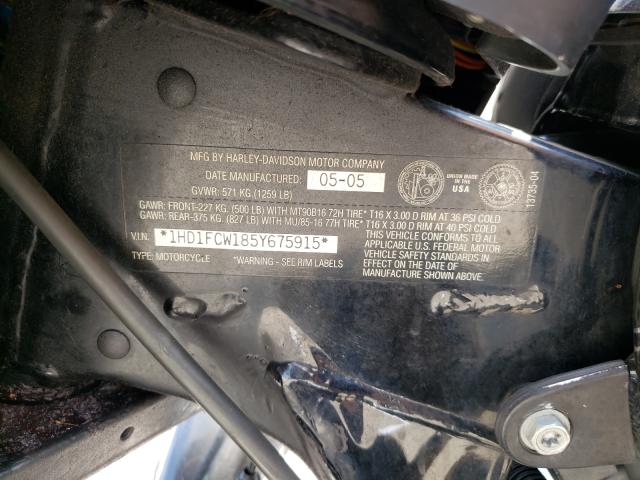 MFG BY HARLEY-DAVIDSON MOTOR COMPANY
DATE MANUFACTURED: 05-05
GVWR: 571 KG (1259 LB)
UNION MADE IN THE
USA
13735-04
GAWR: FRONT-227 KG. (500 LB) WITH MT90B16 72H TIRE* T16 X 3.00 D RIM AT 36 PSI COLD
GAWR: REAR-375 KG. (827 LB) WITH MU/85-16 77H TIRE* T16 X 3.00 D RIM AT 40 PSI COLD
V.I.N. *1HD1FCW185Y675915*
TYPE: MOTORCYCLE *WARNING - SEE RIM LABELS
THIS VEHICLE CONFORMS TO ALL
APPLICABLE U.S. FEDERAL MOTOR
VEHICLE SAFETY STANDARDS IN
EFFECT ON THE DATE OF
MANUFACTURE SHOWN ABOVE.